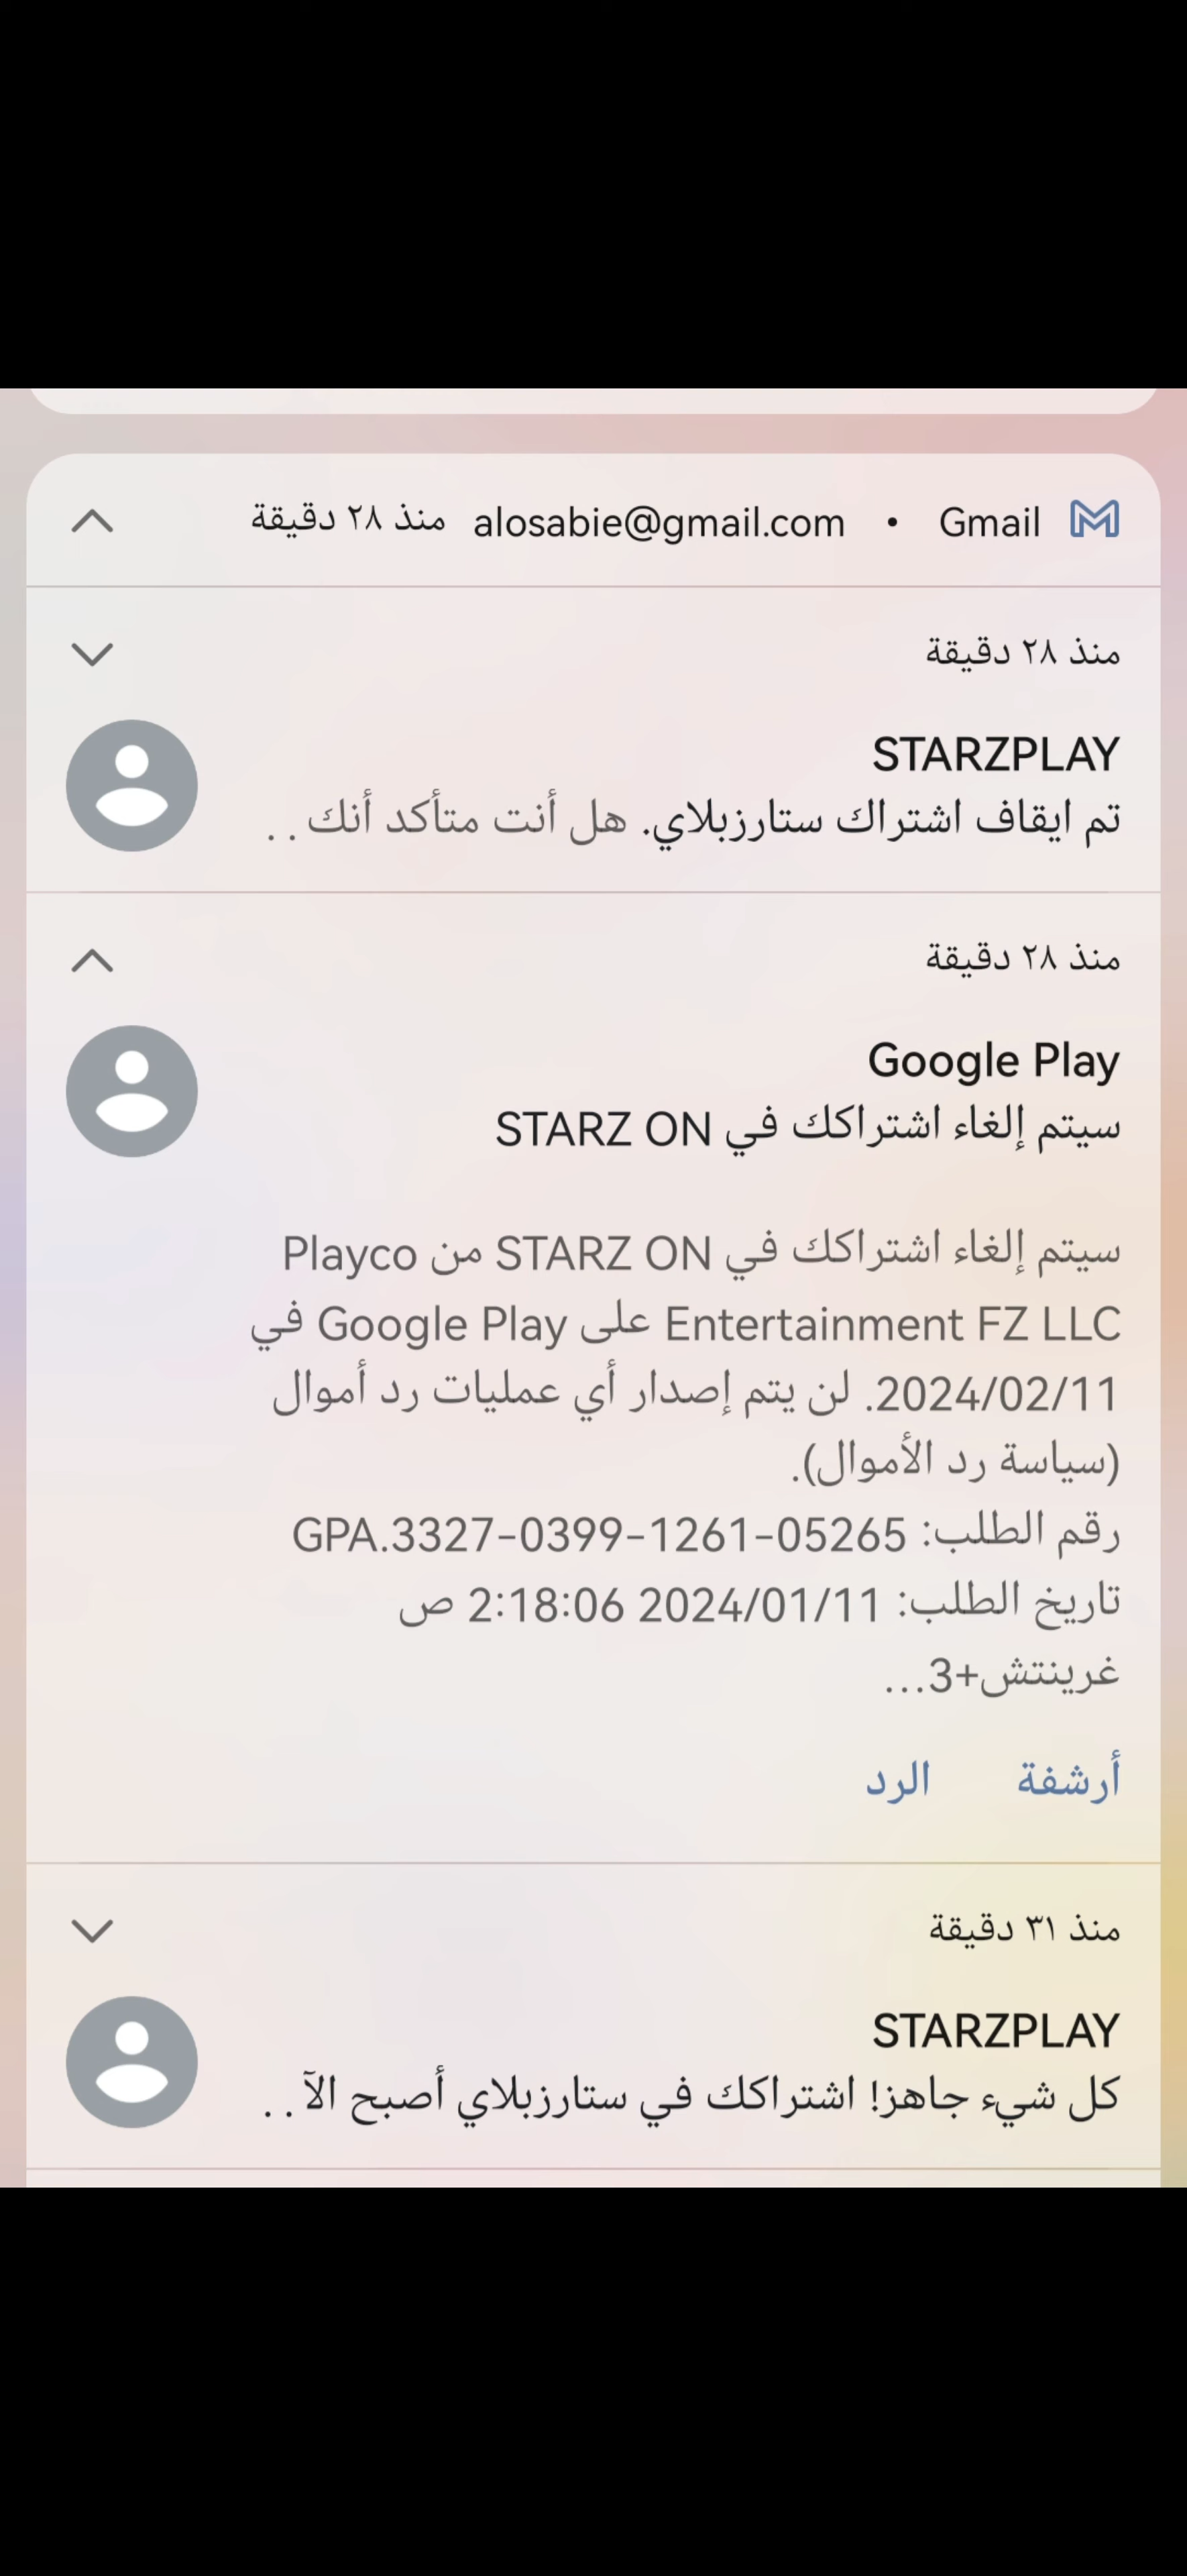 Gmail • alosabie@gmail.com منذ ٢٨ دقيقة
منذ ٢٨ دقيقة
STARZPLAY
تم ايقاف اشتراك ستارزبلاي. هل أنت متأكد أنك ..
منذ ٢٨ دقيقة
Google Play
سيتم إلغاء اشتراكك في STARZ ON
سيتم إلغاء اشتراكك في STARZ ON من Playco
Entertainment FZ LLC على Google Play في
2024/02/11. لن يتم إصدار أي عمليات رد أموال
(سياسة رد الأموال).
رقم الطلب: GPA.3327-0399-1261-05265
تاريخ الطلب: 2024/01/11 2:18:06 ص
غرينتش+3...
أرشفة الرد
منذ ٣١ دقيقة
STARZPLAY
كل شيء جاهز! اشتراكك في ستارزبلاي أصبح الآ..